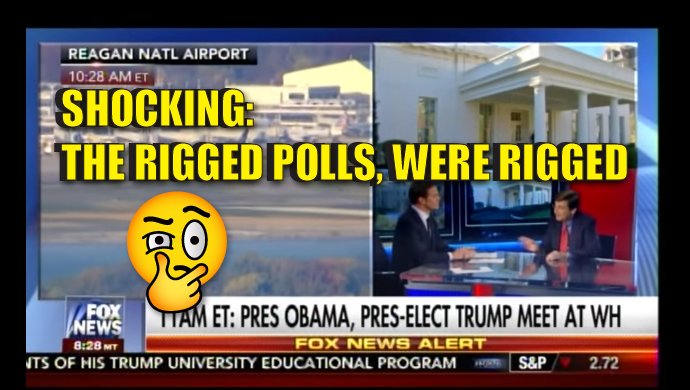 REAGAN NATL AIRPORT
10:28 AM ET
SHOCKING:
THE RIGGED POLLS, WERE RIGGED
11AM ET: PRES OBAMA, PRES-ELECT TRUMP MEET AT WH
FOX NEWS ALERT
FOX
NEWS
8:28 MT
NTS OF HIS TRUMP UNIVERSITY EDUCATIONAL PROGRAM
S&P
2.72